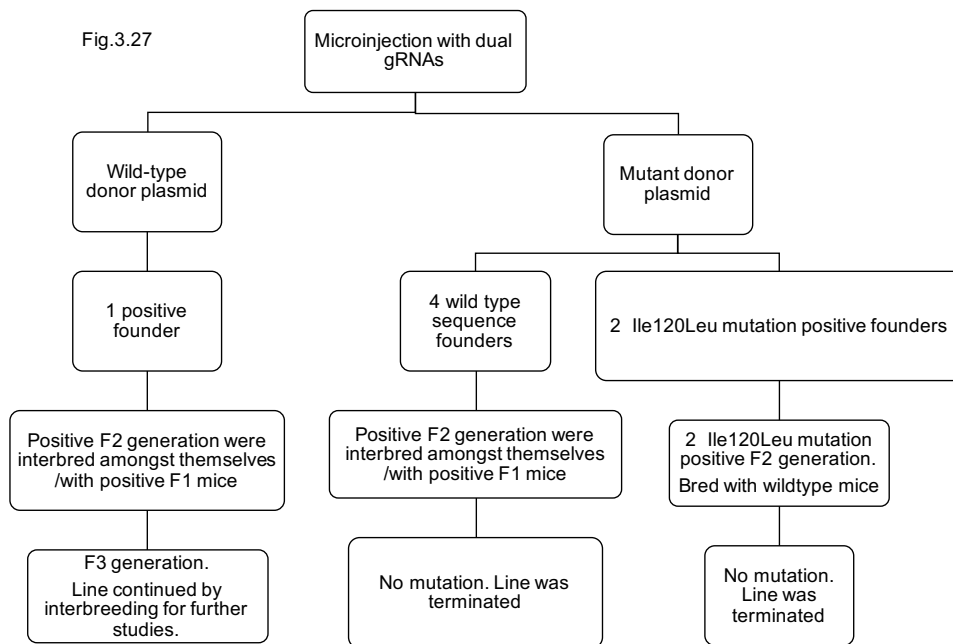 Fig.3.27
Microinjection with dual
gRNAs
Wild-type
donor plasmid
Mutant donor
plasmid
1 positive
founder
4 wild type
sequence
founders
2 Ile120Leu mutation positive founders
Positive F2 generation were
interbred amongst themselves
/with positive F1 mice
Positive F2 generation were
interbred amongst themselves
/with positive F1 mice
2 Ile120Leu mutation
positive F2 generation.
Bred with wildtype mice
F3 generation.
Line continued by
interbreeding for further
studies.
No mutation. Line was
terminated
No mutation.
Line was
terminated